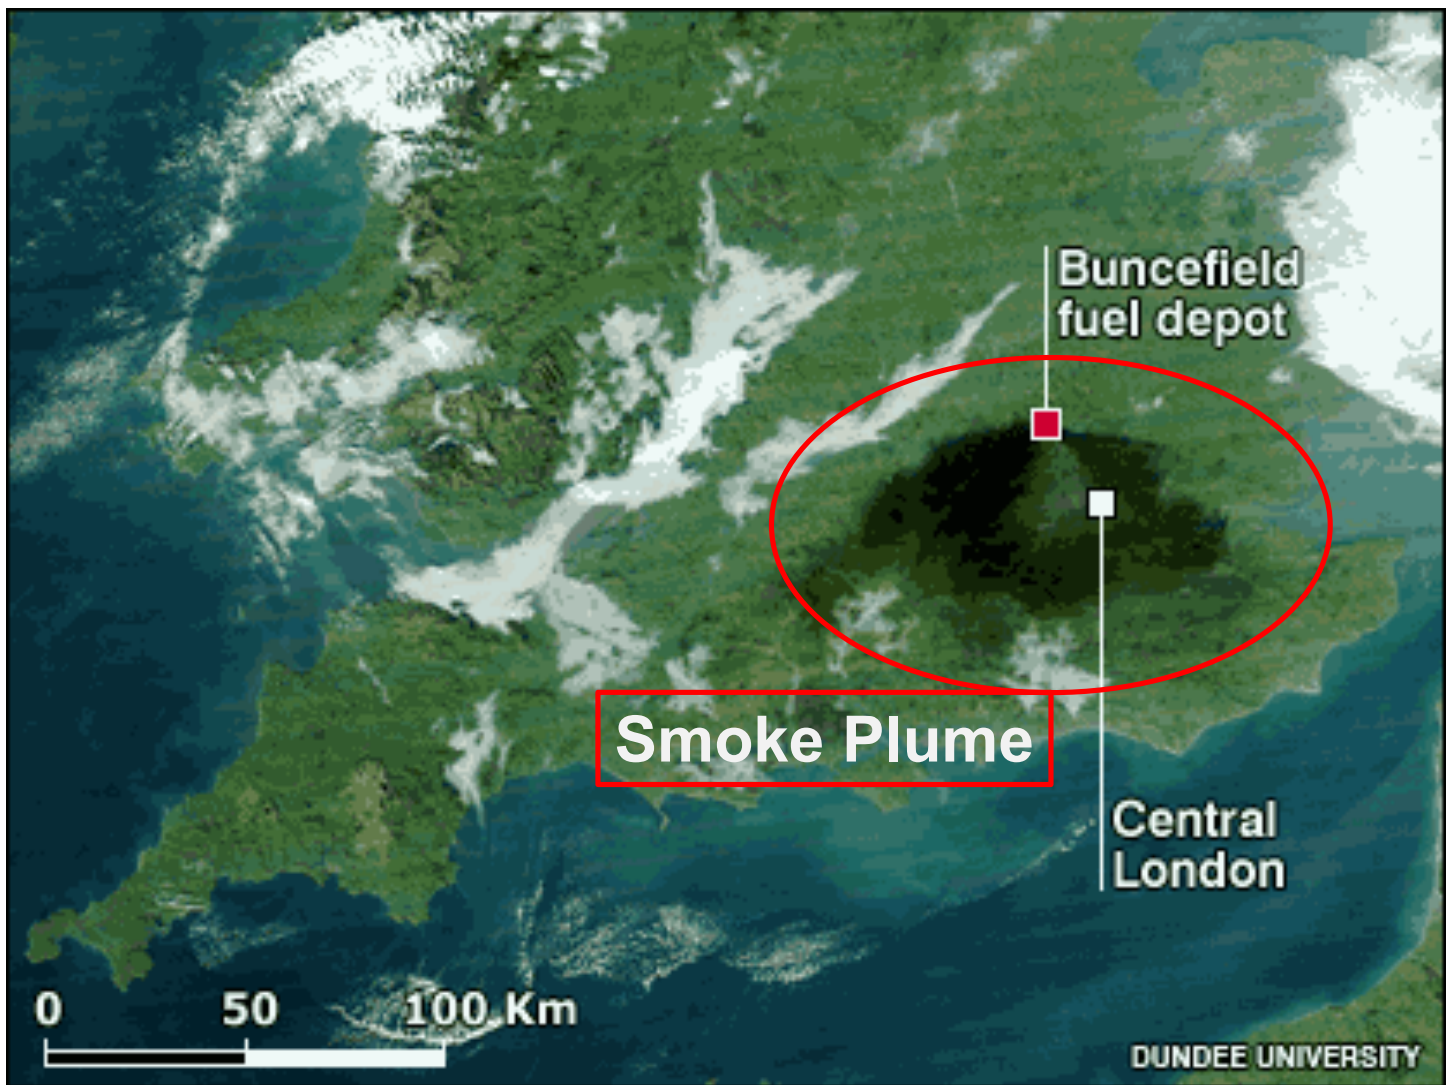 Buncefield
fuel depot
Smoke Plume
Central
London
0 50 100 Km
DUNDEE UNIVERSITY